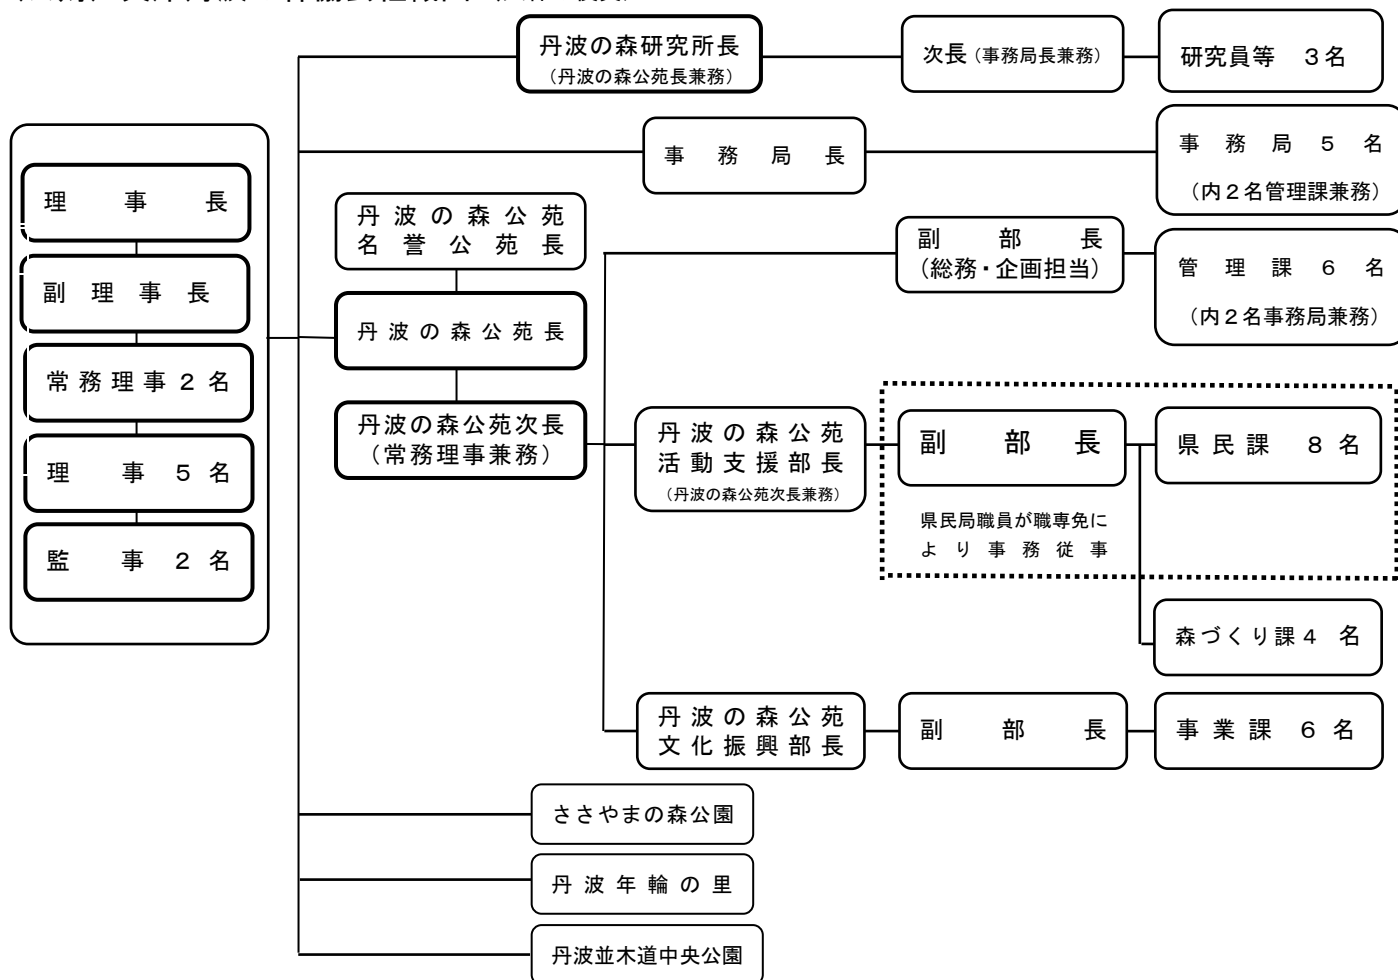 丹波の森研究所長
（丹波の森公苑長兼務）
次長（事務局長兼務）
研究員等　３名
事務局長
事務局５名
（内２名管理課兼務）
理事長
副理事長
常務理事２名
理事５名
監事２名
丹波の森公苑
名誉公苑長
丹波の森公苑長
丹波の森公苑次長
（常務理事兼務）
副部長
（総務・企画担当）
管理課６名
（内２名事務局兼務）
丹波の森公苑
活動支援部長
（丹波の森公苑次長兼務）
副部長
県民課　８名
県民局職員が職専免に
より事務従事
森づくり課４名
丹波の森公苑
文化振興部長
副部長
事業課６名
ささやまの森公園
丹波年輪の里
丹波並木道中央公園